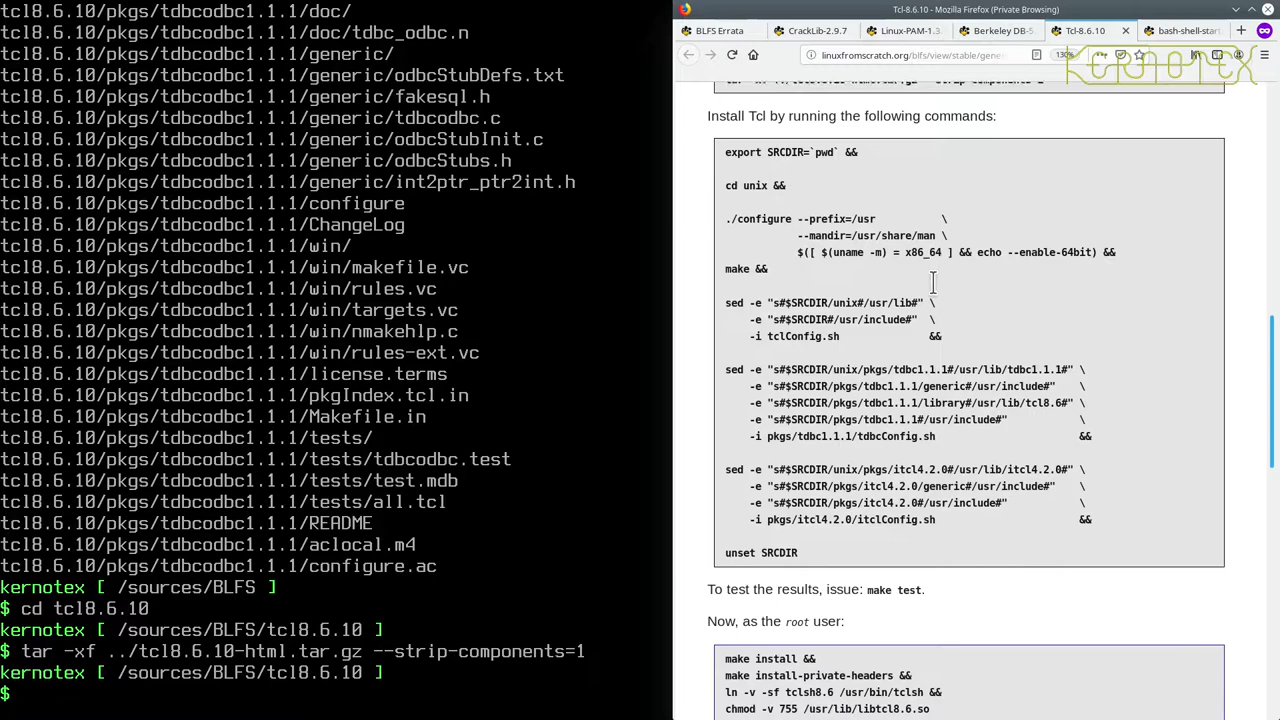 tcl8.6.10/pkgs/tdbcodbc1.1.1/doc/
tcl8.6.10/pkgs/tdbcodbc1.1.1/doc/tdbc_odbc.n
tcl8.6.10/pkgs/tdbcodbc1.1.1/generic/
tcl8.6.10/pkgs/tdbcodbc1.1.1/generic/odbcStubDefs.txt
tcl8.6.10/pkgs/tdbcodbc1.1.1/generic/fakesql.h
tcl8.6.10/pkgs/tdbcodbc1.1.1/generic/tdbcodbc.c
tcl8.6.10/pkgs/tdbcodbc1.1.1/generic/odbcStubInit.c
tcl8.6.10/pkgs/tdbcodbc1.1.1/generic/odbcStubs.h
tcl8.6.10/pkgs/tdbcodbc1.1.1/generic/int2ptr_ptr2int.h
tcl8.6.10/pkgs/tdbcodbc1.1.1/configure
tcl8.6.10/pkgs/tdbcodbc1.1.1/ChangeLog
tcl8.6.10/pkgs/tdbcodbc1.1.1/win/
tcl8.6.10/pkgs/tdbcodbc1.1.1/win/makefile.vc
tcl8.6.10/pkgs/tdbcodbc1.1.1/win/rules.vc
tcl8.6.10/pkgs/tdbcodbc1.1.1/win/targets.vc
tcl8.6.10/pkgs/tdbcodbc1.1.1/win/nmakehlp.c
tcl8.6.10/pkgs/tdbcodbc1.1.1/win/rules-ext.vc
tcl8.6.10/pkgs/tdbcodbc1.1.1/license.terms
tcl8.6.10/pkgs/tdbcodbc1.1.1/pkgIndex.tcl.in
tcl8.6.10/pkgs/tdbcodbc1.1.1/Makefile.in
tcl8.6.10/pkgs/tdbcodbc1.1.1/tests/
tcl8.6.10/pkgs/tdbcodbc1.1.1/tests/tdbcodbc.test
tcl8.6.10/pkgs/tdbcodbc1.1.1/tests/test.mdb
tcl8.6.10/pkgs/tdbcodbc1.1.1/tests/all.tcl
tcl8.6.10/pkgs/tdbcodbc1.1.1/README
tcl8.6.10/pkgs/tdbcodbc1.1.1/aclocal.m4
tcl8.6.10/pkgs/tdbcodbc1.1.1/configure.ac
kernotex [ /sources/BLFS ]
$ cd tcl8.6.10
kernotex [ /sources/BLFS/tcl8.6.10 ]
$ tar -xf ../tcl8.6.10-html.tar.gz --strip-components=1
kernotex [ /sources/BLFS/tcl8.6.10 ]
$
Tcl-8.6.10 - Mozilla Firefox (Private Browsing)
BLFS Errata
CrackLib-2.9.7
Linux-PAM-1.3
Berkeley DB-5
Tcl-8.6.10
bash-shell-start
linuxfromscratch.org/blfs/view/stable/gene
130%
kernotex
Install Tcl by running the following commands:
export SRCDIR=`pwd` &&
cd unix &&
./configure --prefix=/usr \
--mandir=/usr/share/man \
$([ $(uname -m) = x86_64 ] && echo --enable-64bit) &&
make &&
sed -e "s#$SRCDIR/unix#/usr/lib#" \
-e "s#$SRCDIR#/usr/include#" \
-i tclConfig.sh &&
sed -e "s#$SRCDIR/unix/pkgs/tdbc1.1.1#/usr/lib/tdbc1.1.1#" \
-e "s#$SRCDIR/pkgs/tdbc1.1.1/generic#/usr/include#" \
-e "s#$SRCDIR/pkgs/tdbc1.1.1/library#/usr/lib/tcl8.6#" \
-e "s#$SRCDIR/pkgs/tdbc1.1.1#/usr/include#" \
-i pkgs/tdbc1.1.1/tdbcConfig.sh &&
sed -e "s#$SRCDIR/unix/pkgs/itcl4.2.0#/usr/lib/itcl4.2.0#" \
-e "s#$SRCDIR/pkgs/itcl4.2.0/generic#/usr/include#" \
-e "s#$SRCDIR/pkgs/itcl4.2.0#/usr/include#" \
-i pkgs/itcl4.2.0/itclConfig.sh &&
unset SRCDIR
To test the results, issue: make test.
Now, as the root user:
make install &&
make install-private-headers &&
ln -v -sf tclsh8.6 /usr/bin/tclsh &&
chmod -v 755 /usr/lib/libtcl8.6.so